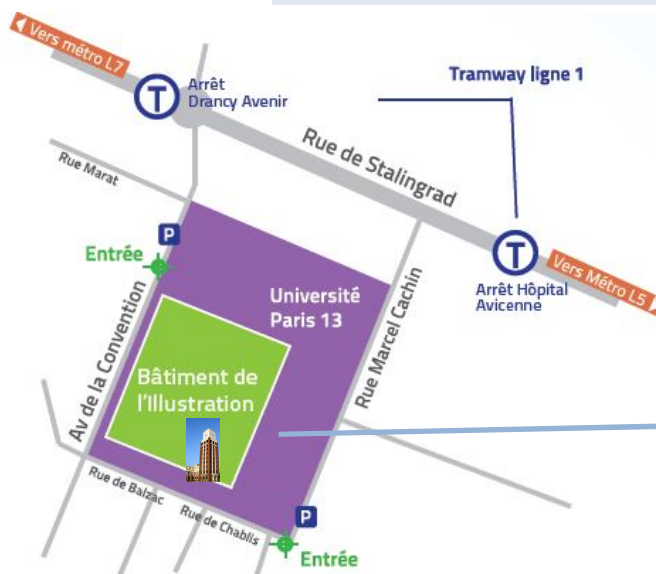 Vers métro L7
T
Arrêt
Drancy Avenir
Tramway ligne 1
Rue de Stalingrad
Rue Marat
P
Entrée
T
Vers Métro L5
Arrêt Hôpital
Avicenne
Université
Paris 13
Rue Marcel Cachin
Av de la Convention
Bâtiment de
l'Illustration
Rue de Balzac
Rue de Chablis
P
Entrée